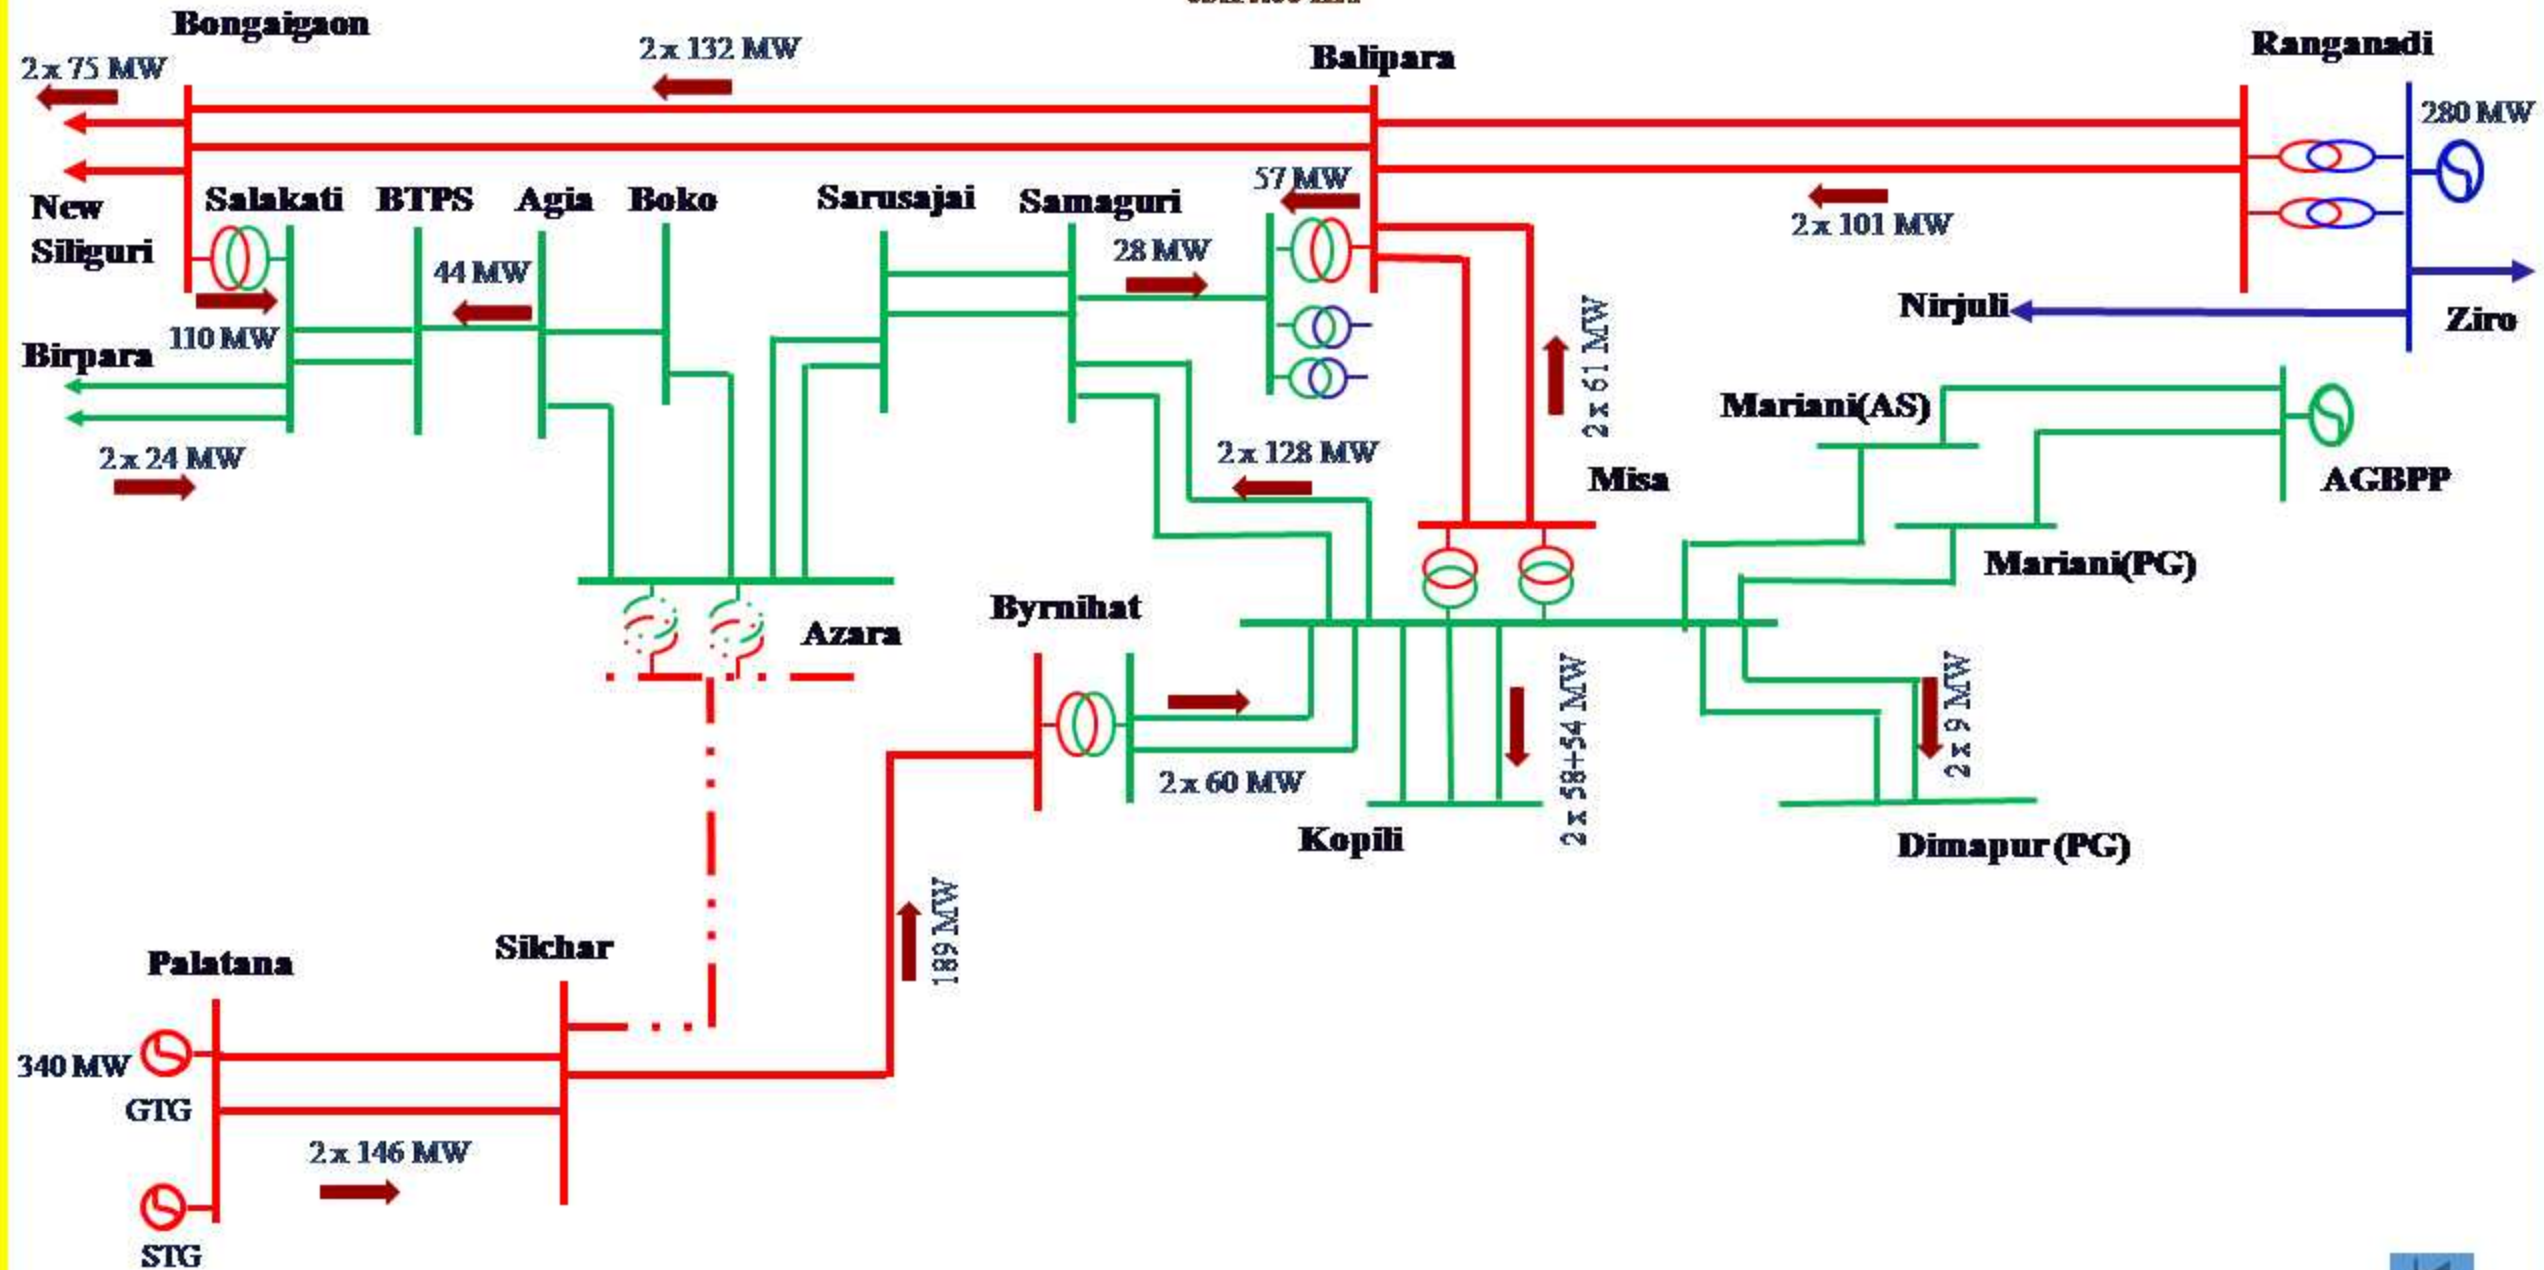 Bongaigaon
2 x 75 MW
2 x 132 MW
Balipara
Ranganadi
280 MW
New
Siliguri
Salakati
BTPS
Agia
Boko
Sarusajai
Samaguri
57 MW
2 x 101 MW
28 MW
44 MW
110 MW
Birpara
2 x 24 MW
2 x 61 MW
Nirjuli
Ziro
Mariani(AS)
2 x 128 MW
Misa
AGBPP
Mariani(PG)
Azara
Byrnihat
2 x 60 MW
2 x 58+54 MW
2 x 9 MW
Kopili
Dimapur (PG)
189 MW
Palatana
Silchar
340 MW
GTG
2 x 146 MW
STG